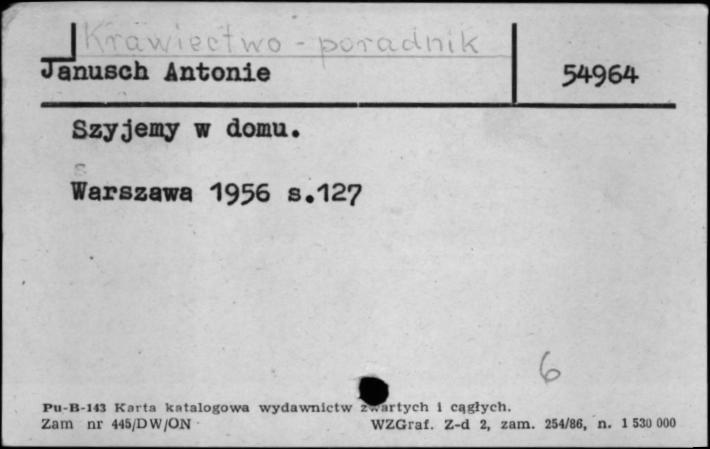 Krawiectwo - poradnik
Janusch Antonie 54964
Szyjemy w domu.
Warszawa 1956 s.127
6
Pu-B-143 Karta katalogowa wydawnictw zwartych i cągłych.
Zam nr 445/DW/ON WZGraf. Z-d 2, zam. 254/86, n. 1 530 000